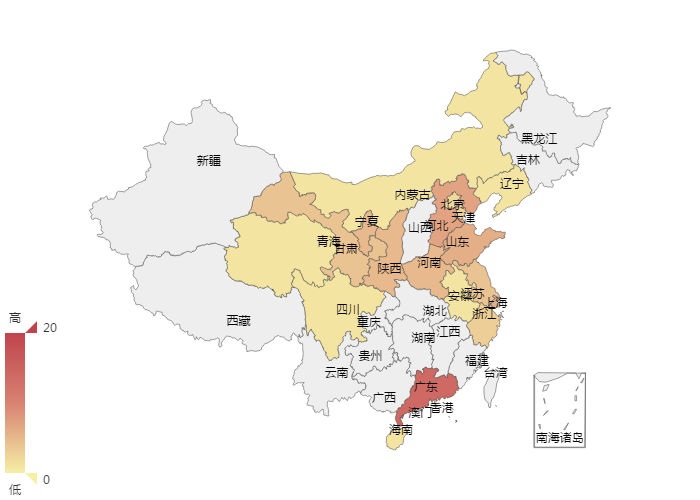 黑龙江
吉林
新疆
辽宁
内蒙古
北京
天津
宁夏
山西
河北
青海
甘肃
山东
陕西
河南
安徽
江苏
上海
四川
湖北
浙江
西藏
重庆
湖南
江西
贵州
福建
云南
台湾
广东
广西
香港
澳门
海南
南海诸岛
高
20
0
低